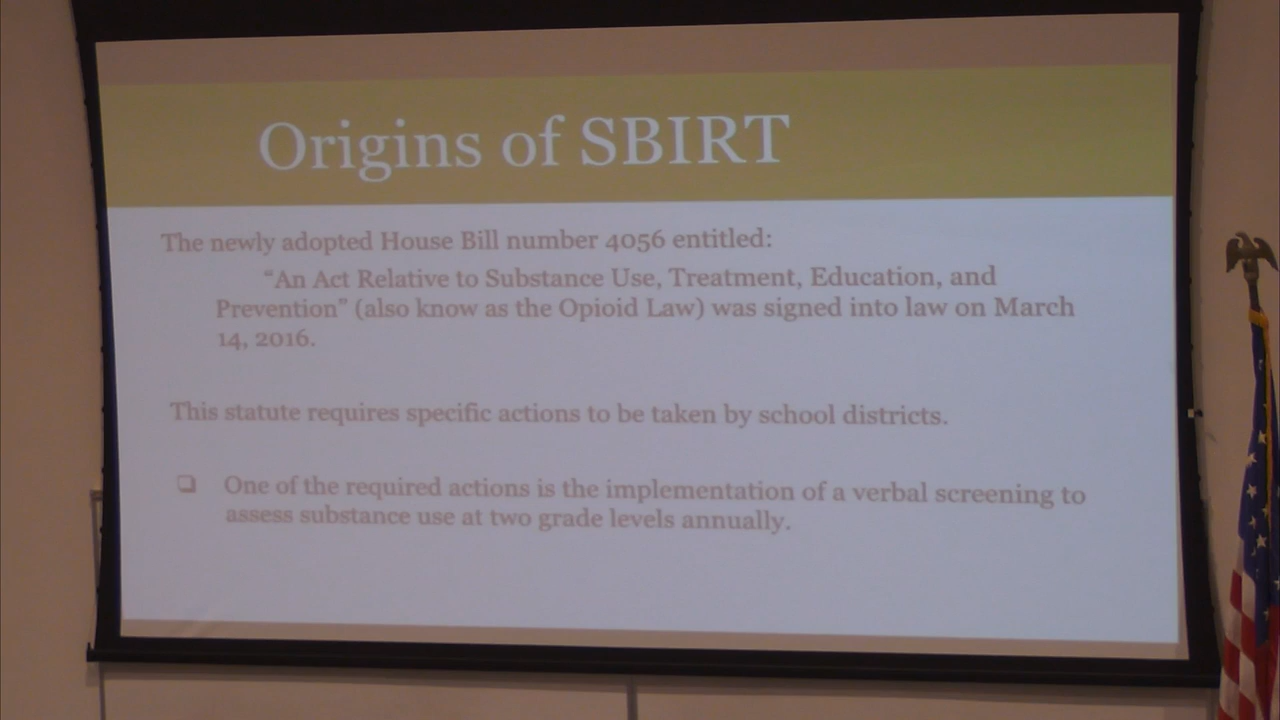 Origins of SBIRT
The newly adopted House Bill number 4056 entitled:
“An Act Relative to Substance Use, Treatment, Education, and
Prevention” (also know as the Opioid Law) was signed into law on March
14, 2016.
This statute requires specific actions to be taken by school districts.
❑ One of the required actions is the implementation of a verbal screening to
assess substance use at two grade levels annually.